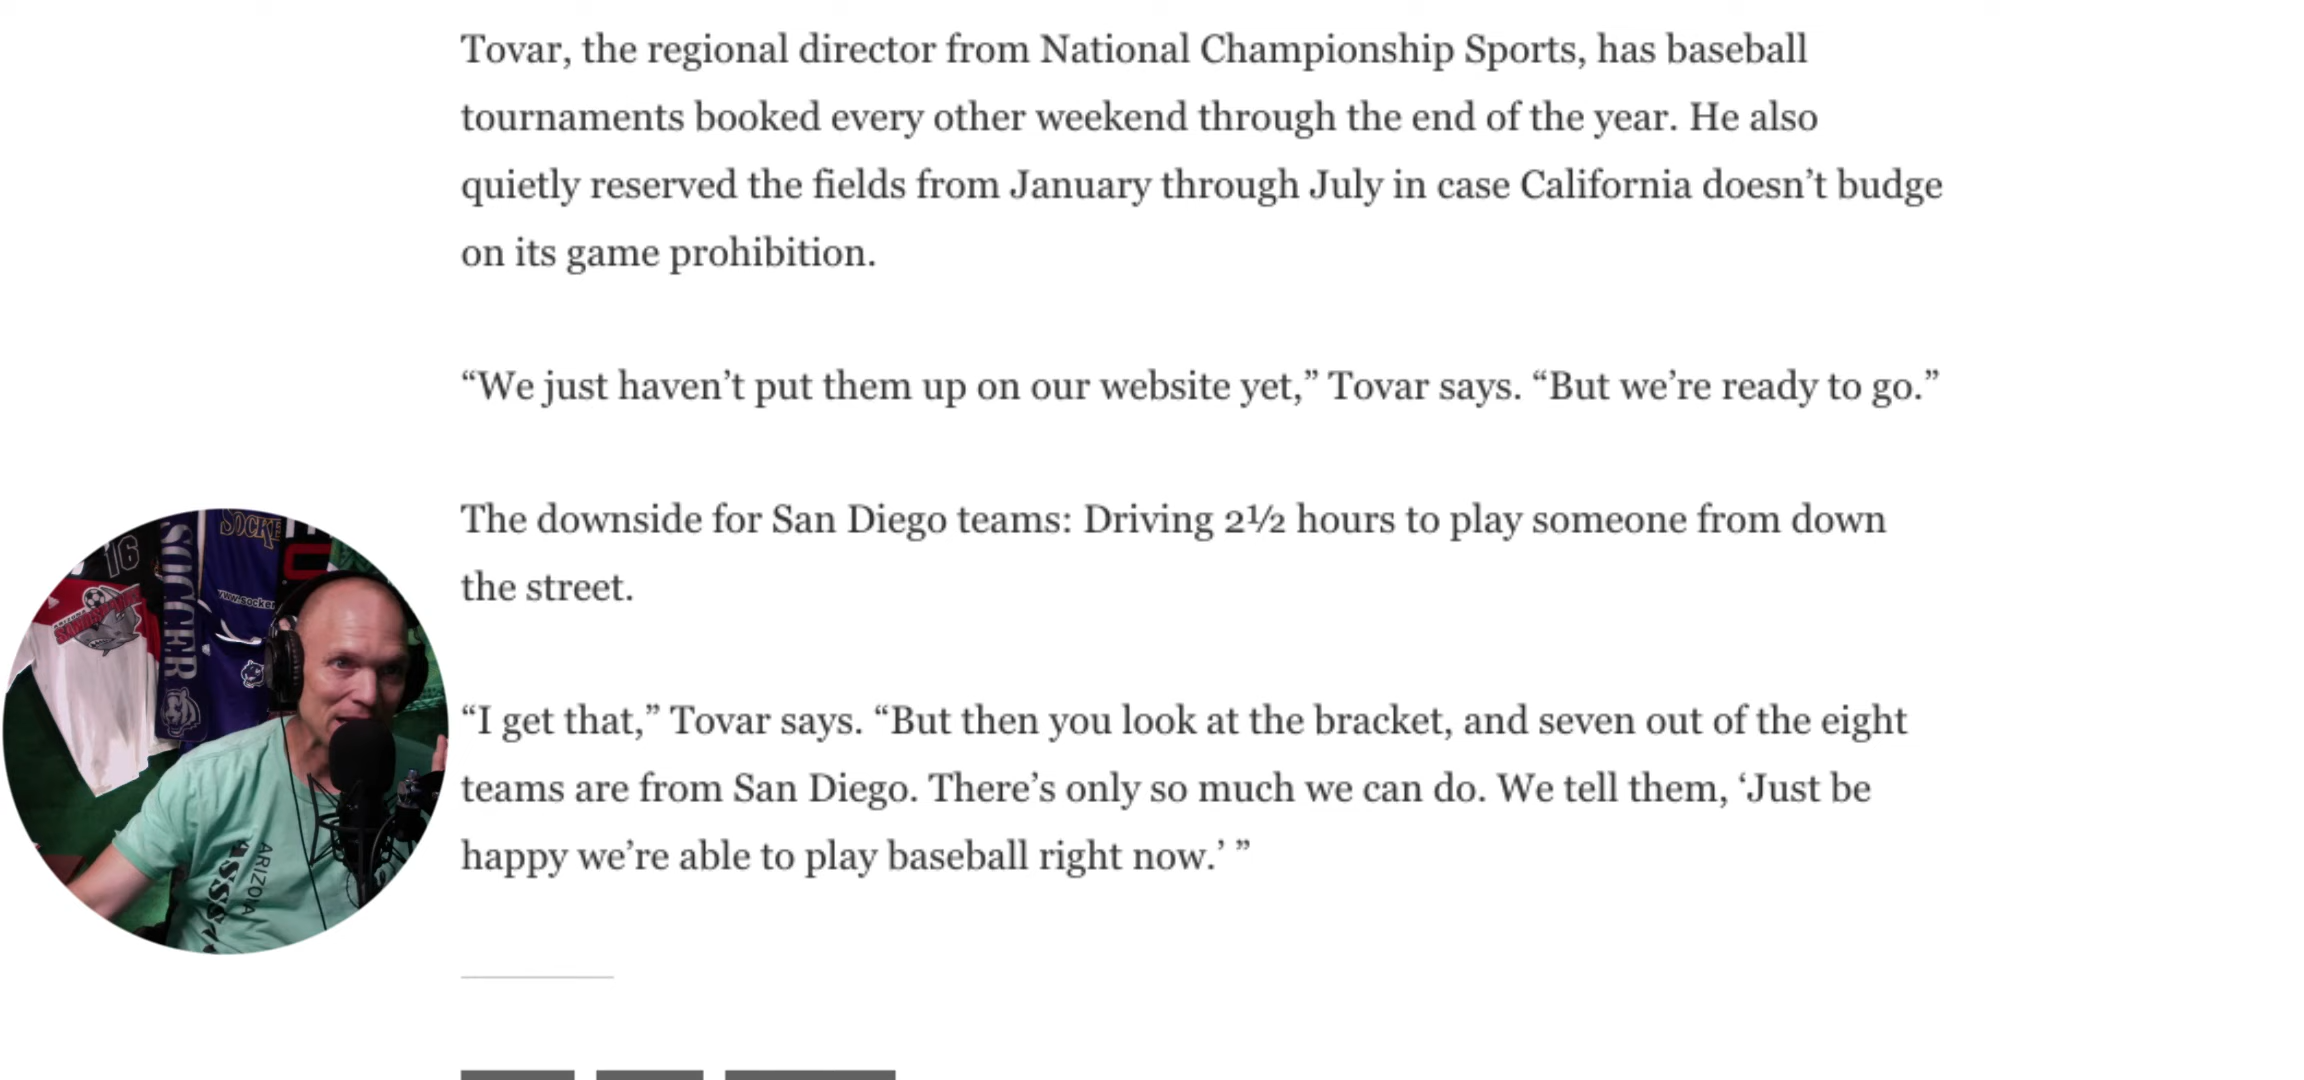 Tovar, the regional director from National Championship Sports, has baseball
tournaments booked every other weekend through the end of the year. He also
quietly reserved the fields from January through July in case California doesn’t budge
on its game prohibition.
“We just haven’t put them up on our website yet,” Tovar says. “But we’re ready to go.”
The downside for San Diego teams: Driving 2½ hours to play someone from down
the street.
“I get that,” Tovar says. “But then you look at the bracket, and seven out of the eight
teams are from San Diego. There’s only so much we can do. We tell them, ‘Just be
happy we’re able to play baseball right now.’ ”
16
SOCCER
ARIZONA